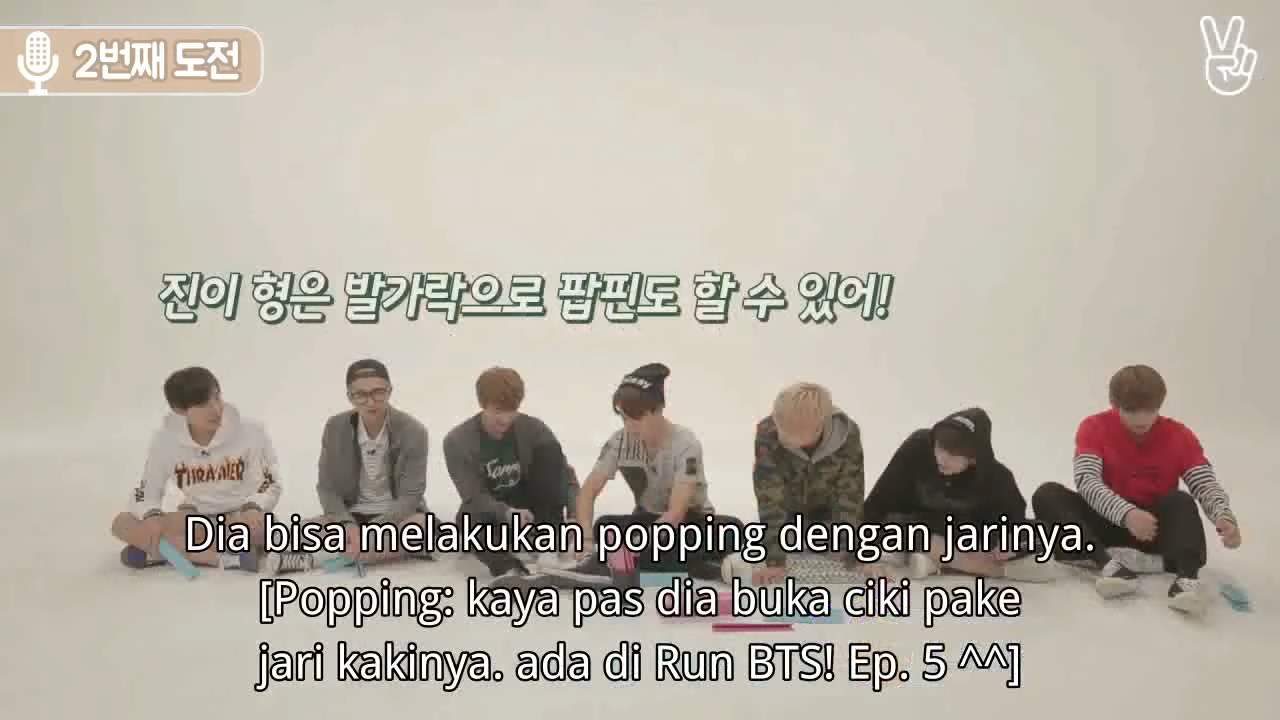 2번째 도전
진이 형은 발가락으로 팝핀도 할 수 있어!
THRASHER
Dia bisa melakukan popping dengan jarinya.
[Popping: kaya pas dia buka ciki pake
jari kakinya. ada di Run BTS! Ep. 5 ^^]